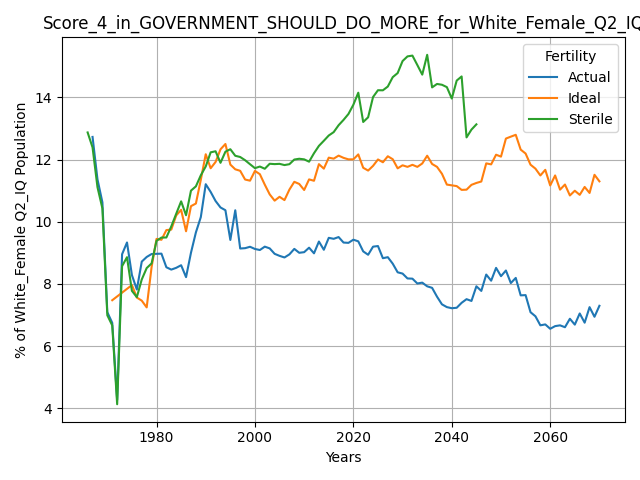 Score_4_in_GOVERNMENT_SHOULD_DO_MORE_for_White_Female_Q2_IQ
% of White_Female Q2_IQ Population
14
12
10
8
6
4
1980
2000
2020
2040
2060
Years
Fertility
Actual
Ideal
Sterile